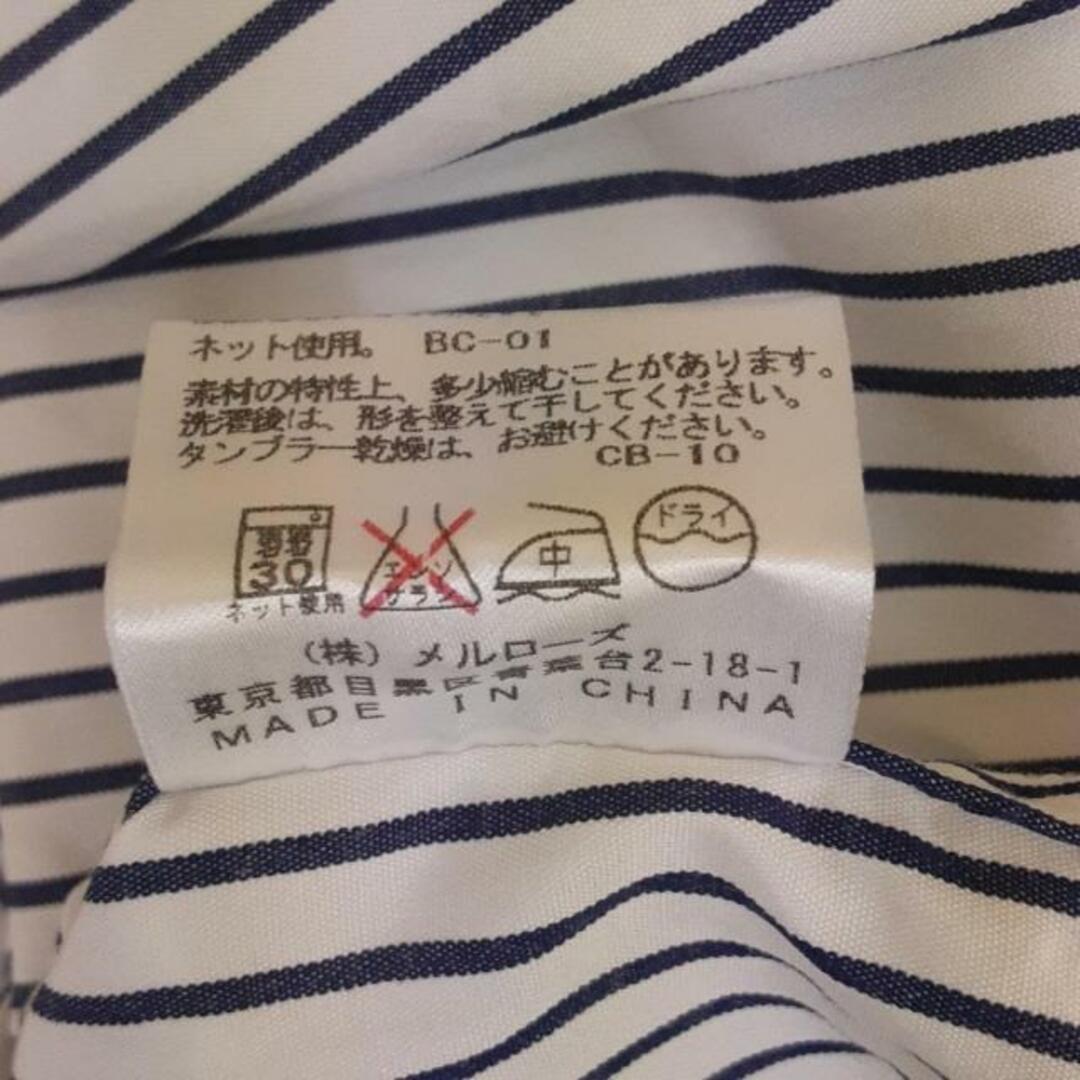 ネット使用。 BC-01
素材の特性上、多少縮むことがあります。
洗濯後は、形を整えて干してください。
タンブラー乾燥は、お避けください。
CB-10
30
ネット使用
エンソ
サラシ
中
ドライ
(株) メルローズ
東京都目黒区青葉台2-18-1
MADE IN CHINA